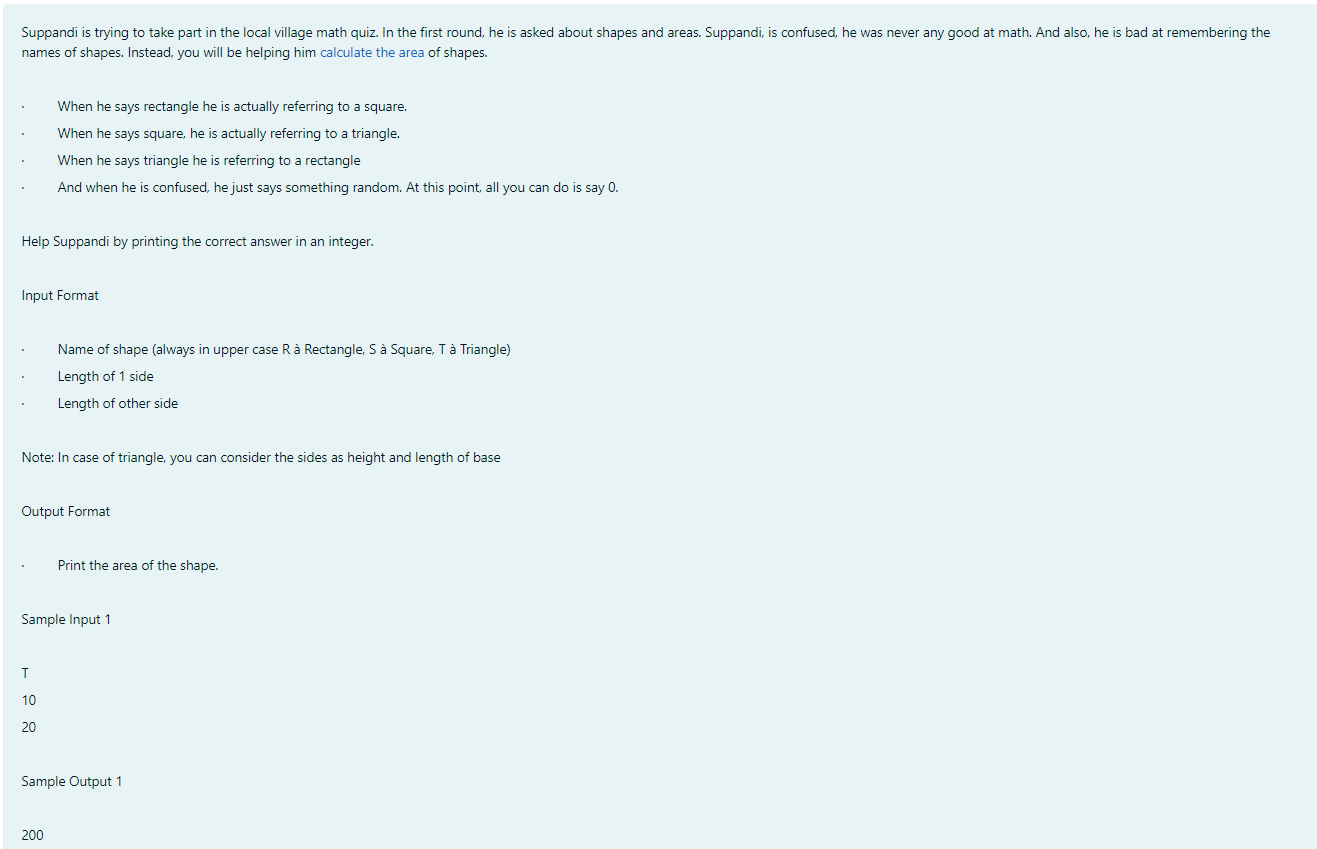 Suppandi is trying to take part in the local village math quiz. In the first round, he is asked about shapes and areas. Suppandi, is confused, he was never any good at math. And also, he is bad at remembering the
names of shapes. Instead, you will be helping him calculate the area of shapes.
· When he says rectangle he is actually referring to a square.
· When he says square, he is actually referring to a triangle.
· When he says triangle he is referring to a rectangle
· And when he is confused, he just says something random. At this point, all you can do is say 0.
Help Suppandi by printing the correct answer in an integer.
Input Format
· Name of shape (always in upper case R à Rectangle, S à Square, T à Triangle)
· Length of 1 side
· Length of other side
Note: In case of triangle, you can consider the sides as height and length of base
Output Format
· Print the area of the shape.
Sample Input 1
T
10
20
Sample Output 1
200